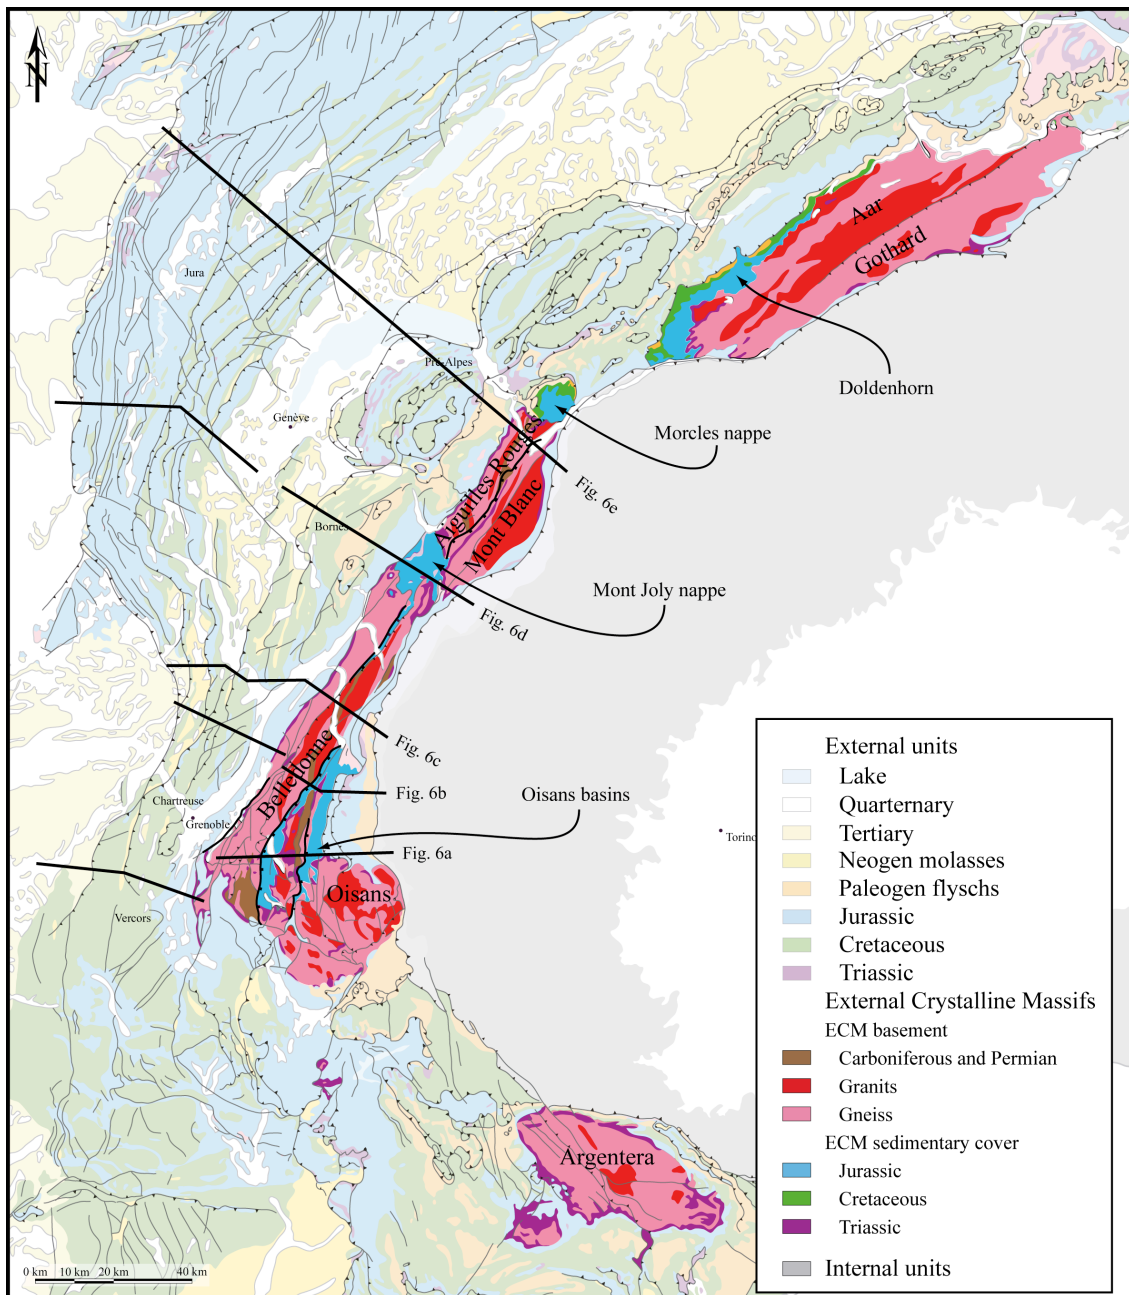 N
Aar
Gothard
Jura
Pré-Alpes
Doldenhorn
Genève
Morcles nappe
Aiguilles Rouges
Fig. 6e
Mont Blanc
Bornes
Mont Joly nappe
Fig. 6d
Fig. 6c
Belledonne
Fig. 6b
Oisans basins
Chartreuse
Grenoble
Torino
Fig. 6a
Oisans
Vercors
Argentera
External units
Lake
Quarternary
Tertiary
Neogen molasses
Paleogen flyschs
Jurassic
Cretaceous
Triassic
External Crystalline Massifs
ECM basement
Carboniferous and Permian
Granits
Gneiss
ECM sedimentary cover
Jurassic
Cretaceous
Triassic
Internal units
0 km 10 km 20 km 40 km